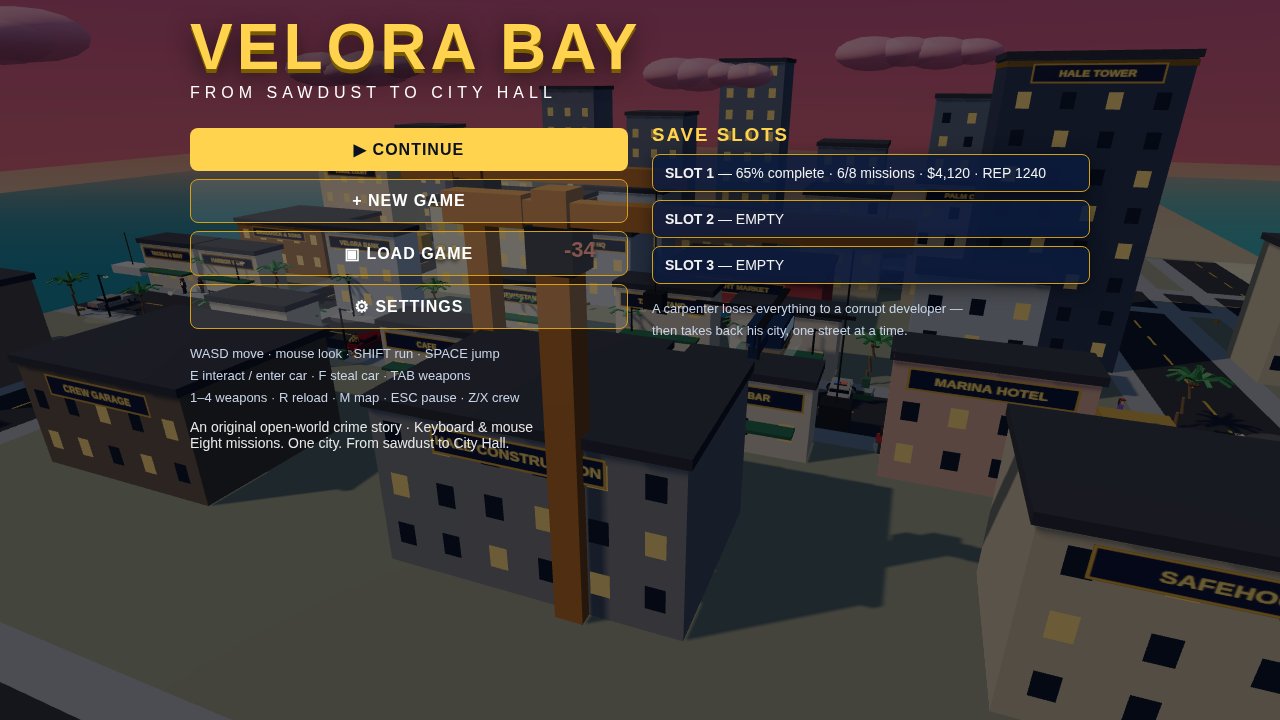 VELORA BAY
FROM SAWDUST TO CITY HALL
▶ CONTINUE
+ NEW GAME
▣ LOAD GAME
-34
⚙ SETTINGS
WASD move · mouse look · SHIFT run · SPACE jump
E interact / enter car · F steal car · TAB weapons
1–4 weapons · R reload · M map · ESC pause · Z/X crew
An original open-world crime story · Keyboard & mouse
Eight missions. One city. From sawdust to City Hall.
SAVE SLOTS
SLOT 1 — 65% complete · 6/8 missions · $4,120 · REP 1240
SLOT 2 — EMPTY
SLOT 3 — EMPTY
A carpenter loses everything to a corrupt developer —
then takes back his city, one street at a time.
HALE TOWER
CREW GARAGE
CAFE
BAR
MARINA HOTEL